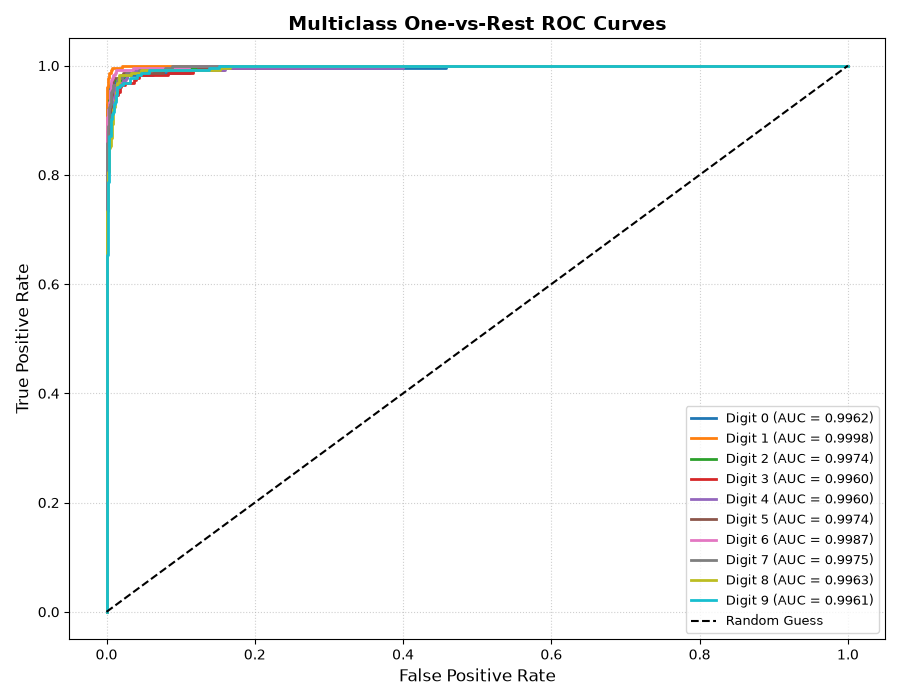 Multiclass One-vs-Rest ROC Curves
True Positive Rate
1.0
0.8
0.6
0.4
0.2
0.0
0.0 0.2 0.4 0.6 0.8 1.0
False Positive Rate
Digit 0 (AUC = 0.9962)
Digit 1 (AUC = 0.9998)
Digit 2 (AUC = 0.9974)
Digit 3 (AUC = 0.9960)
Digit 4 (AUC = 0.9960)
Digit 5 (AUC = 0.9974)
Digit 6 (AUC = 0.9987)
Digit 7 (AUC = 0.9975)
Digit 8 (AUC = 0.9963)
Digit 9 (AUC = 0.9961)
Random Guess